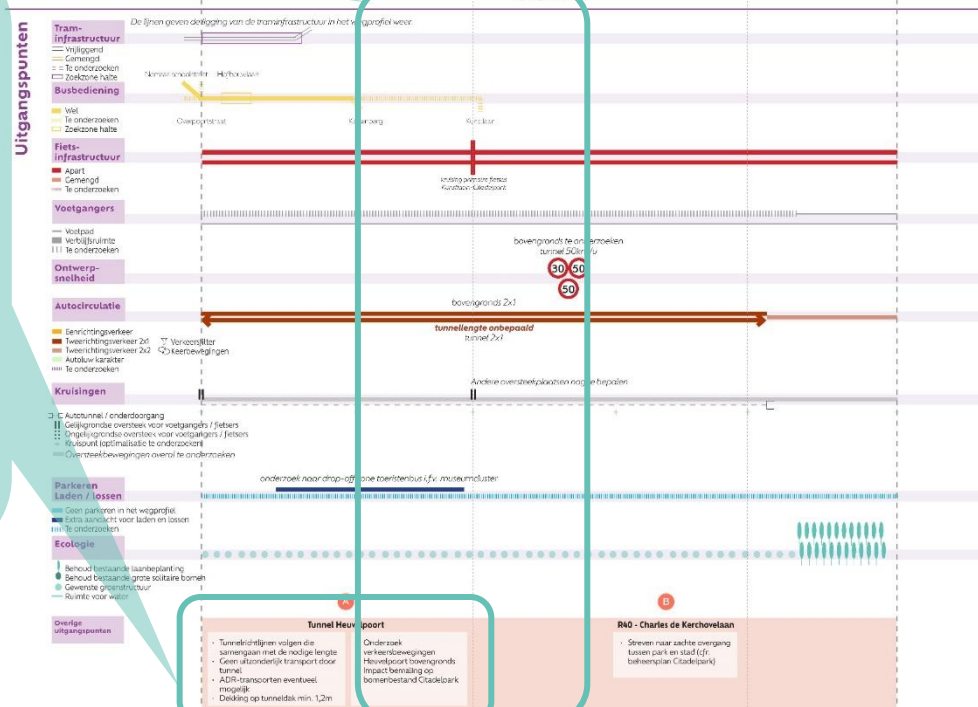 Uitgangspunten
Tram-
infrastructuur
De lijnen geven de ligging van de traminfrastructuur in het wegprofiel weer.
Vrijliggend
Gemengd
Te onderzoeken
Zoekzone halte
Busbediening
Wel
Te onderzoeken
Zoekzone halte
Overpoortstraat
Fiets-
infrastructuur
Apart
Gemengd
Te onderzoeken
kruising
Kunstlaan-Citadelpark
Voetgangers
Voetpad
Verblijfsruimte
Te onderzoeken
Ontwerp-
snelheid
bovengronds te onderzoeken
tunnel 50km/u
30 50
50
Autocirculatie
bovengronds 2x1
tunnellengte onbepaald
tunnel 2x1
Eenrichtingsverkeer
Tweerichtingsverkeer 2x1
Tweerichtingsverkeer 2x2
Autoluw karakter
Te onderzoeken
Verkeersfilter
Keerbewegingen
Kruisingen
Andere oversteekplaatsen nog te bepalen
Autotunnel / onderdoorgang
Gelijkgrondse oversteek voor voetgangers / fietsers
Ongelijkgrondse oversteek voor voetgangers / fietsers
Kruispunt (optimalisatie te onderzoeken)
Oversteekbewegingen overal te onderzoeken
Parkeren
Laden / lossen
onderzoek naar drop-off zone toeristenbus i.f.v. museumcluster
Geen parkeren in het wegprofiel
Extra aandacht voor laden en lossen
Te onderzoeken
Ecologie
Behoud bestaande laanbeplanting
Behoud bestaande grote solitaire bomen
Gewenste groenstructuur
Ruimte voor water
Overige
uitgangspunten
A
Tunnel Heuvelpoort
· Tunnelrichtlijnen volgen die
samengaan met de nodige lengte
· Geen uitzonderlijk transport door
tunnel
· ADR-transporten eventueel
mogelijk
· Dekking op tunneldak min. 1,2m
Onderzoek
verkeersbewegingen
Heuvelpoort bovengronds
Impact bemaling op
bomenbestand Citadelpark
B
R40 - Charles de Kerchovelaan
· Streven naar zachte overgang
tussen park en stad (cfr.
beheersplan Citadelpark)